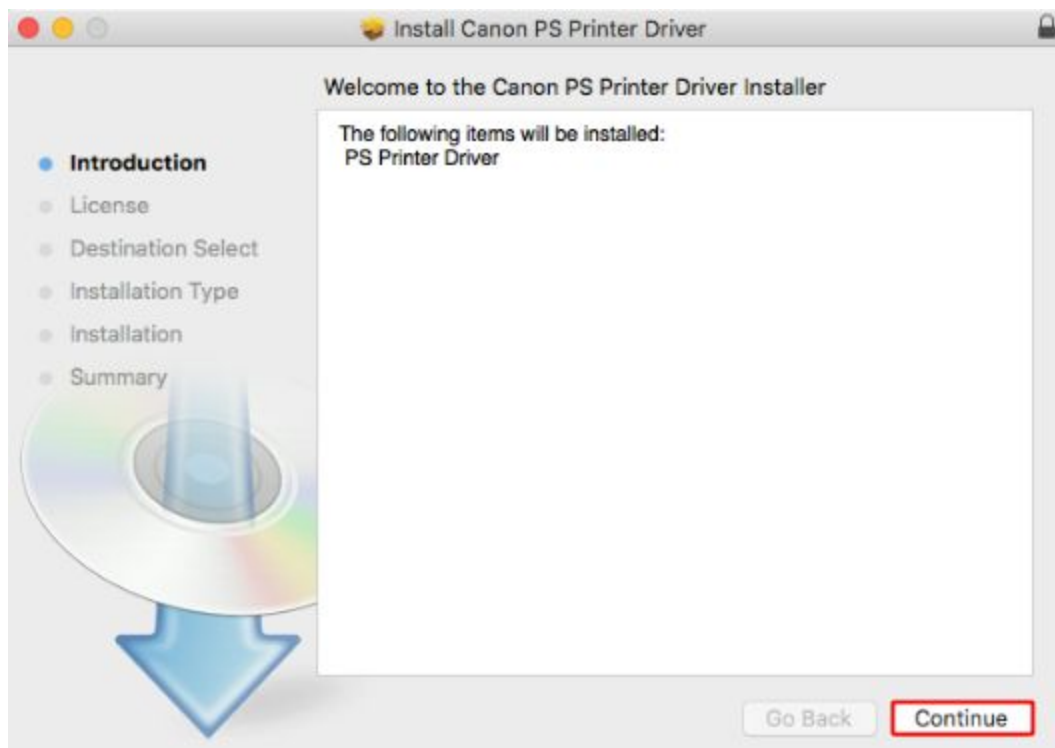 Install Canon PS Printer Driver
Welcome to the Canon PS Printer Driver Installer
The following items will be installed:
PS Printer Driver
Introduction
License
Destination Select
Installation Type
Installation
Summary
Go Back
Continue